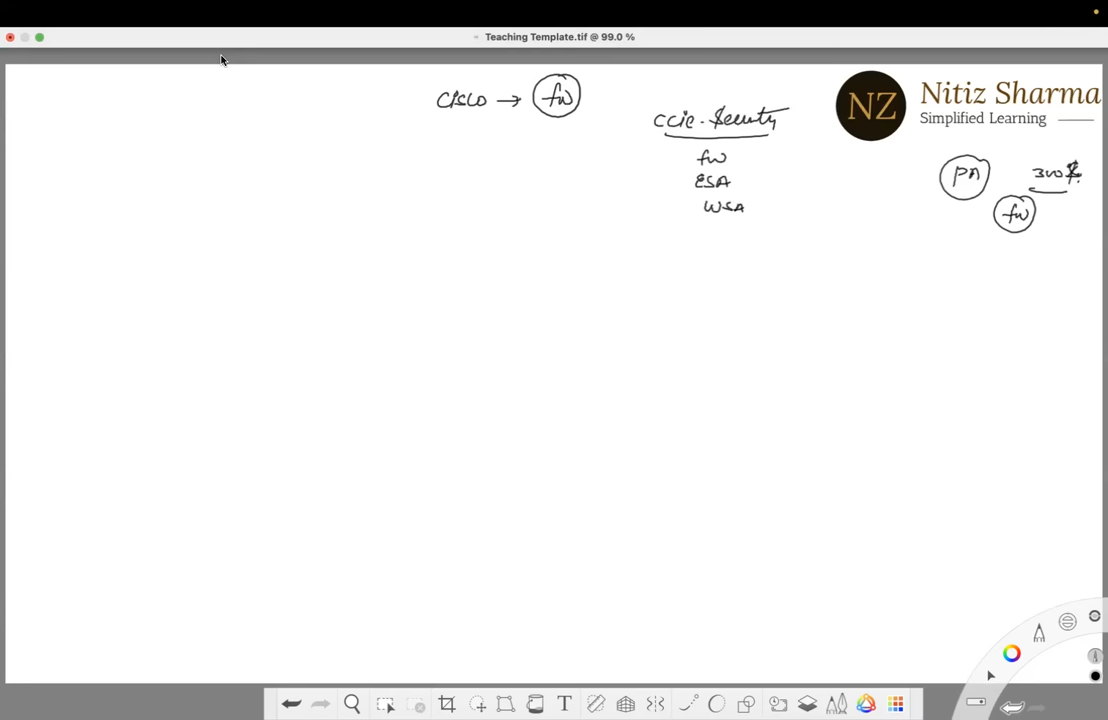 Teaching Template.tif @ 99.0 %
CISCO → fw
CCIE - Security
fw
ESA
WSA
NZ
Nitiz Sharma
Simplified Learning
PA 300$
fw